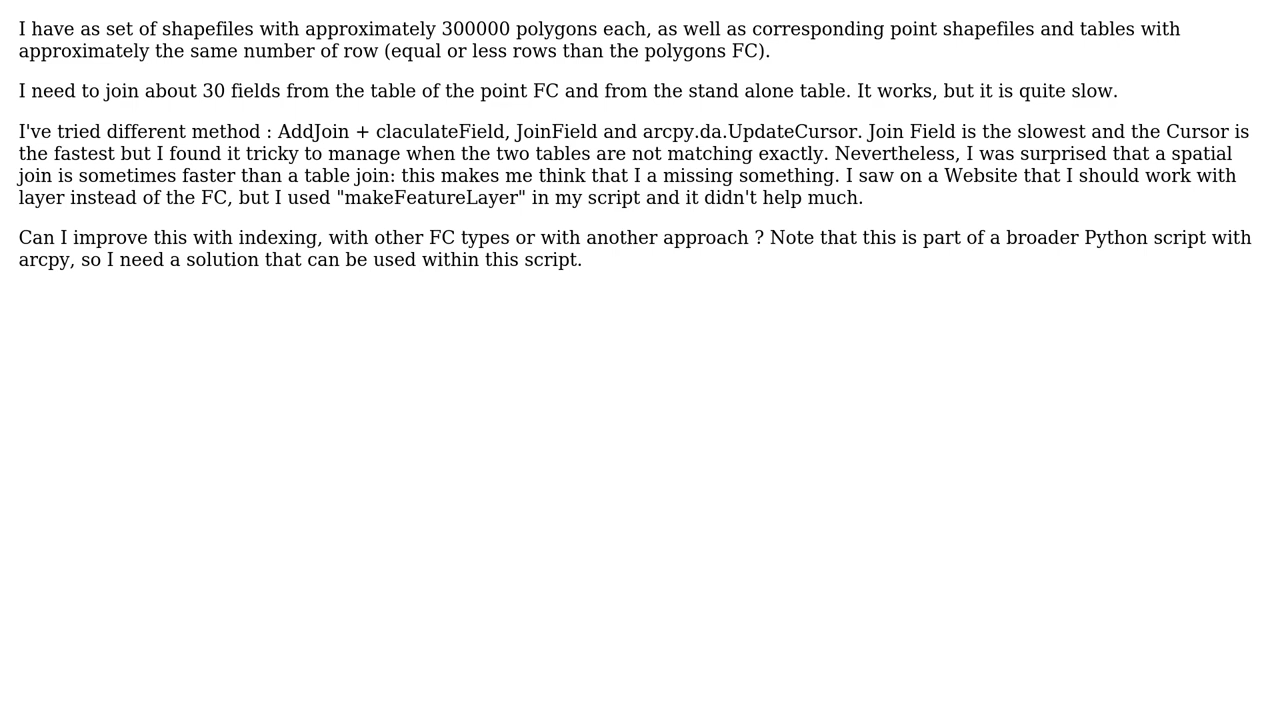 I have as set of shapefiles with approximately 300000 polygons each, as well as corresponding point shapefiles and tables with
approximately the same number of row (equal or less rows than the polygons FC).
I need to join about 30 fields from the table of the point FC and from the stand alone table. It works, but it is quite slow.
I've tried different method : AddJoin + claculateField, JoinField and arcpy.da.UpdateCursor. Join Field is the slowest and the Cursor is
the fastest but I found it tricky to manage when the two tables are not matching exactly. Nevertheless, I was surprised that a spatial
join is sometimes faster than a table join: this makes me think that I a missing something. I saw on a Website that I should work with
layer instead of the FC, but I used "makeFeatureLayer" in my script and it didn't help much.
Can I improve this with indexing, with other FC types or with another approach ? Note that this is part of a broader Python script with
arcpy, so I need a solution that can be used within this script.